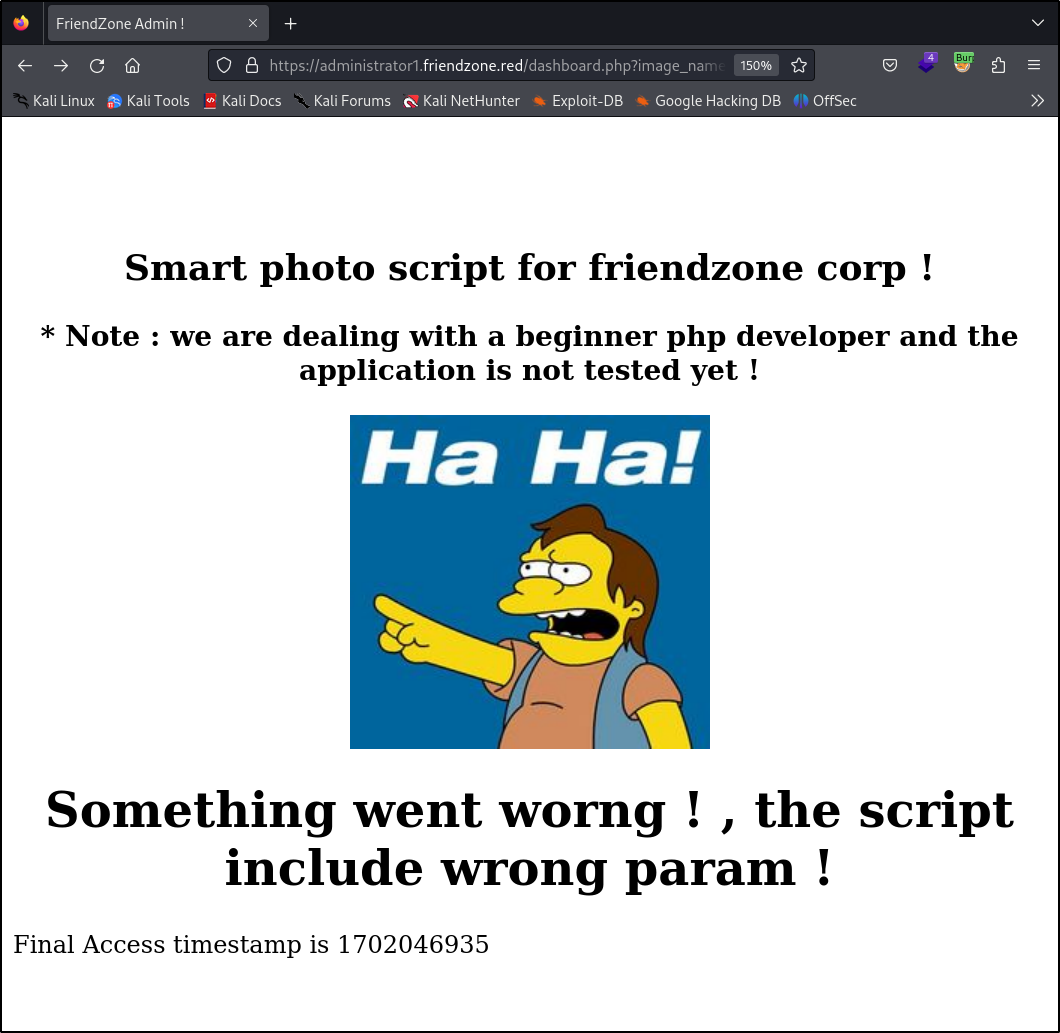 FriendZone Admin !
https://administrator1.friendzone.red/dashboard.php?image_name
150%
4
Bur
Kali Linux
Kali Tools
Kali Docs
Kali Forums
Kali NetHunter
Exploit-DB
Google Hacking DB
OffSec
Smart photo script for friendzone corp !
* Note : we are dealing with a beginner php developer and the
application is not tested yet !
Ha Ha!
Something went worng ! , the script
include wrong param !
Final Access timestamp is 1702046935